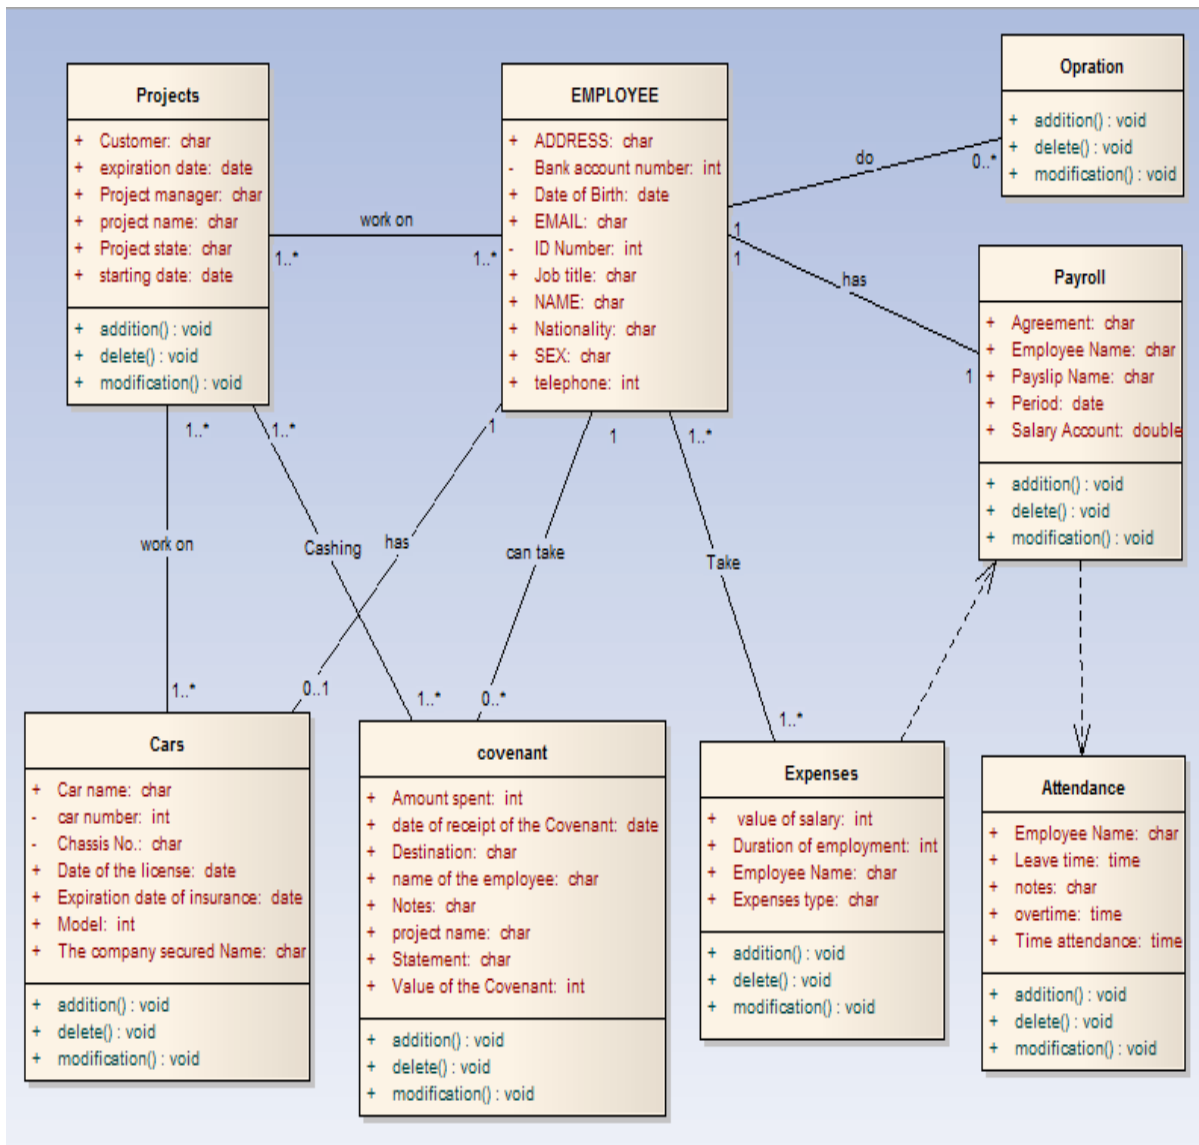 Projects
+ Customer: char
+ expiration date: date
+ Project manager: char
+ project name: char
+ Project state: char
+ starting date: date
+ addition() : void
+ delete() : void
+ modification() : void
work on
1..*
1..*
EMPLOYEE
+ ADDRESS: char
- Bank account number: int
+ Date of Birth: date
+ EMAIL: char
- ID Number: int
+ Job title: char
+ NAME: char
+ Nationality: char
+ SEX: char
+ telephone: int
do
0..*
1
Opration
+ addition() : void
+ delete() : void
+ modification() : void
1
has
1
Payroll
+ Agreement: char
+ Employee Name: char
+ Payslip Name: char
+ Period: date
+ Salary Account: double
+ addition() : void
+ delete() : void
+ modification() : void
1..*
1..*
1
1
1..*
work on
Cashing
has
can take
Take
1..*
0..1
1..*
0..*
1..*
Cars
+ Car name: char
- car number: int
- Chassis No.: char
+ Date of the license: date
+ Expiration date of insurance: date
+ Model: int
+ The company secured Name: char
+ addition() : void
+ delete() : void
+ modification() : void
covenant
+ Amount spent: int
+ date of receipt of the Covenant: date
+ Destination: char
+ name of the employee: char
+ Notes: char
+ project name: char
+ Statement: char
+ Value of the Covenant: int
+ addition() : void
+ delete() : void
+ modification() : void
Expenses
+ value of salary: int
+ Duration of employment: int
+ Employee Name: char
+ Expenses type: char
+ addition() : void
+ delete() : void
+ modification() : void
Attendance
+ Employee Name: char
+ Leave time: time
+ notes: char
+ overtime: time
+ Time attendance: time
+ addition() : void
+ delete() : void
+ modification() : void